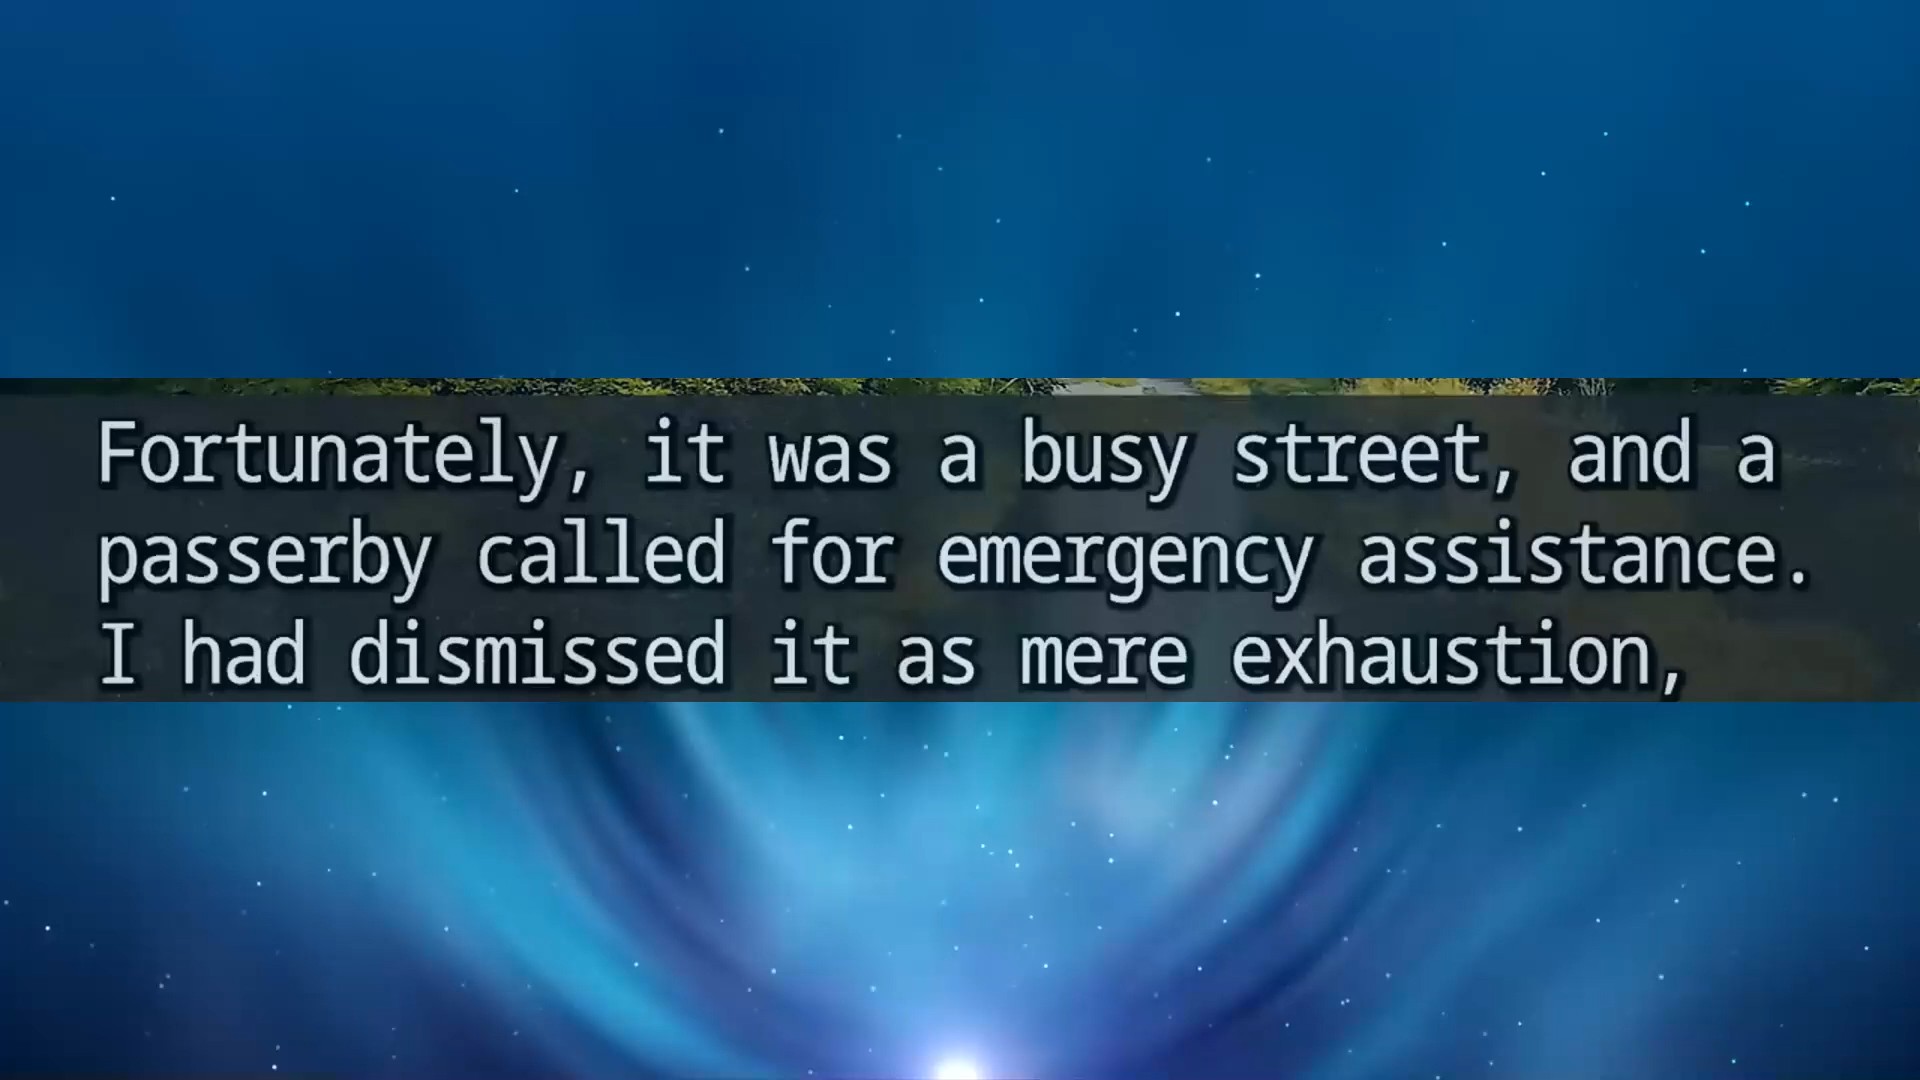 Fortunately, it was a busy street, and a
passerby called for emergency assistance.
I had dismissed it as mere exhaustion,